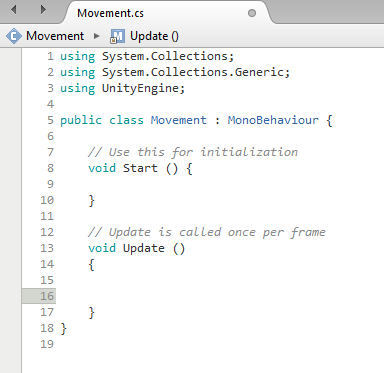 Movement.cs
Movement ▸ Update ()
1 using System.Collections;
2 using System.Collections.Generic;
3 using UnityEngine;
4
5 public class Movement : MonoBehaviour {
6
7     // Use this for initialization
8     void Start () {
9
10     }
11
12     // Update is called once per frame
13     void Update ()
14     {
15
16
17     }
18 }
19